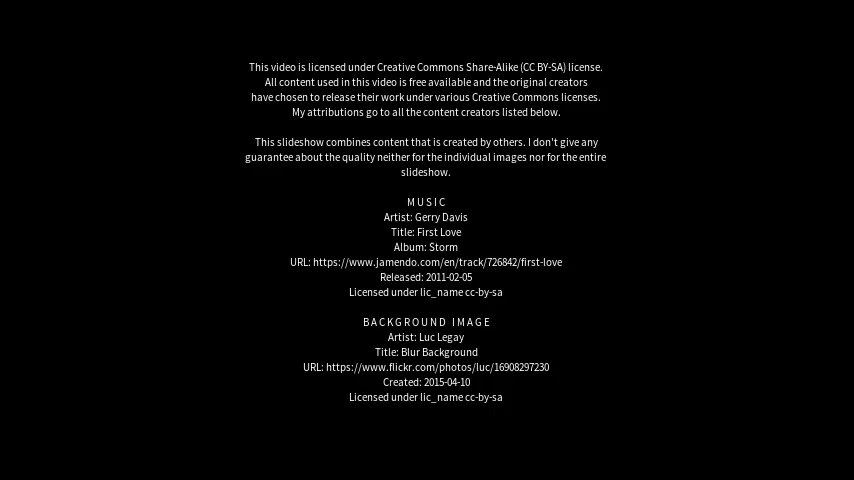 This video is licensed under Creative Commons Share-Alike (CC BY-SA) license.
All content used in this video is free available and the original creators
have chosen to release their work under various Creative Commons licenses.
My attributions go to all the content creators listed below.
This slideshow combines content that is created by others. I don't give any
guarantee about the quality neither for the individual images nor for the entire
slideshow.
MUSIC
Artist: Gerry Davis
Title: First Love
Album: Storm
URL: https://www.jamendo.com/en/track/726842/first-love
Released: 2011-02-05
Licensed under lic_name cc-by-sa
BACKGROUND IMAGE
Artist: Luc Legay
Title: Blur Background
URL: https://www.flickr.com/photos/luc/16908297230
Created: 2015-04-10
Licensed under lic_name cc-by-sa